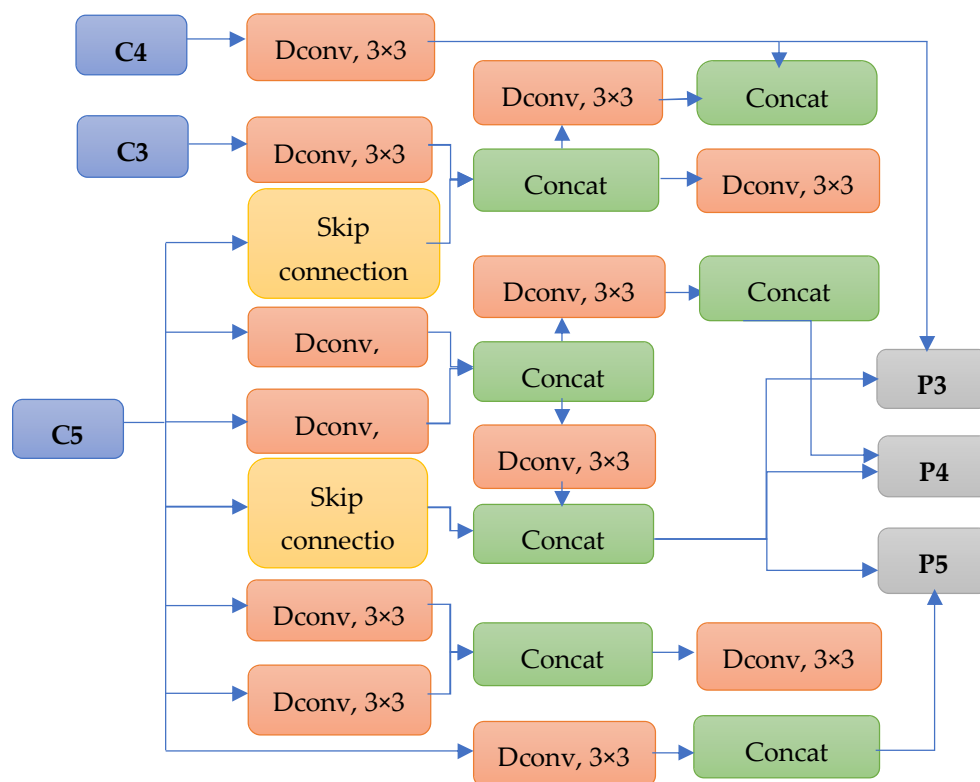 C4
Dconv, 3×3
Dconv, 3×3
Concat
C3
Dconv, 3×3
Concat
Dconv, 3×3
Skip
connection
Dconv, 3×3
Concat
Dconv,
Concat
P3
Dconv,
C5
Dconv, 3×3
P4
Skip
connectio
Concat
P5
Dconv, 3×3
Concat
Dconv, 3×3
Dconv, 3×3
Dconv, 3×3
Concat